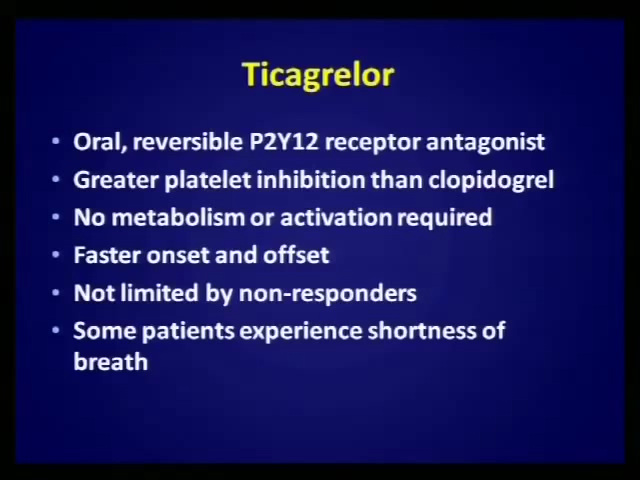 Ticagrelor
• Oral, reversible P2Y12 receptor antagonist
• Greater platelet inhibition than clopidogrel
• No metabolism or activation required
• Faster onset and offset
• Not limited by non-responders
• Some patients experience shortness of
breath